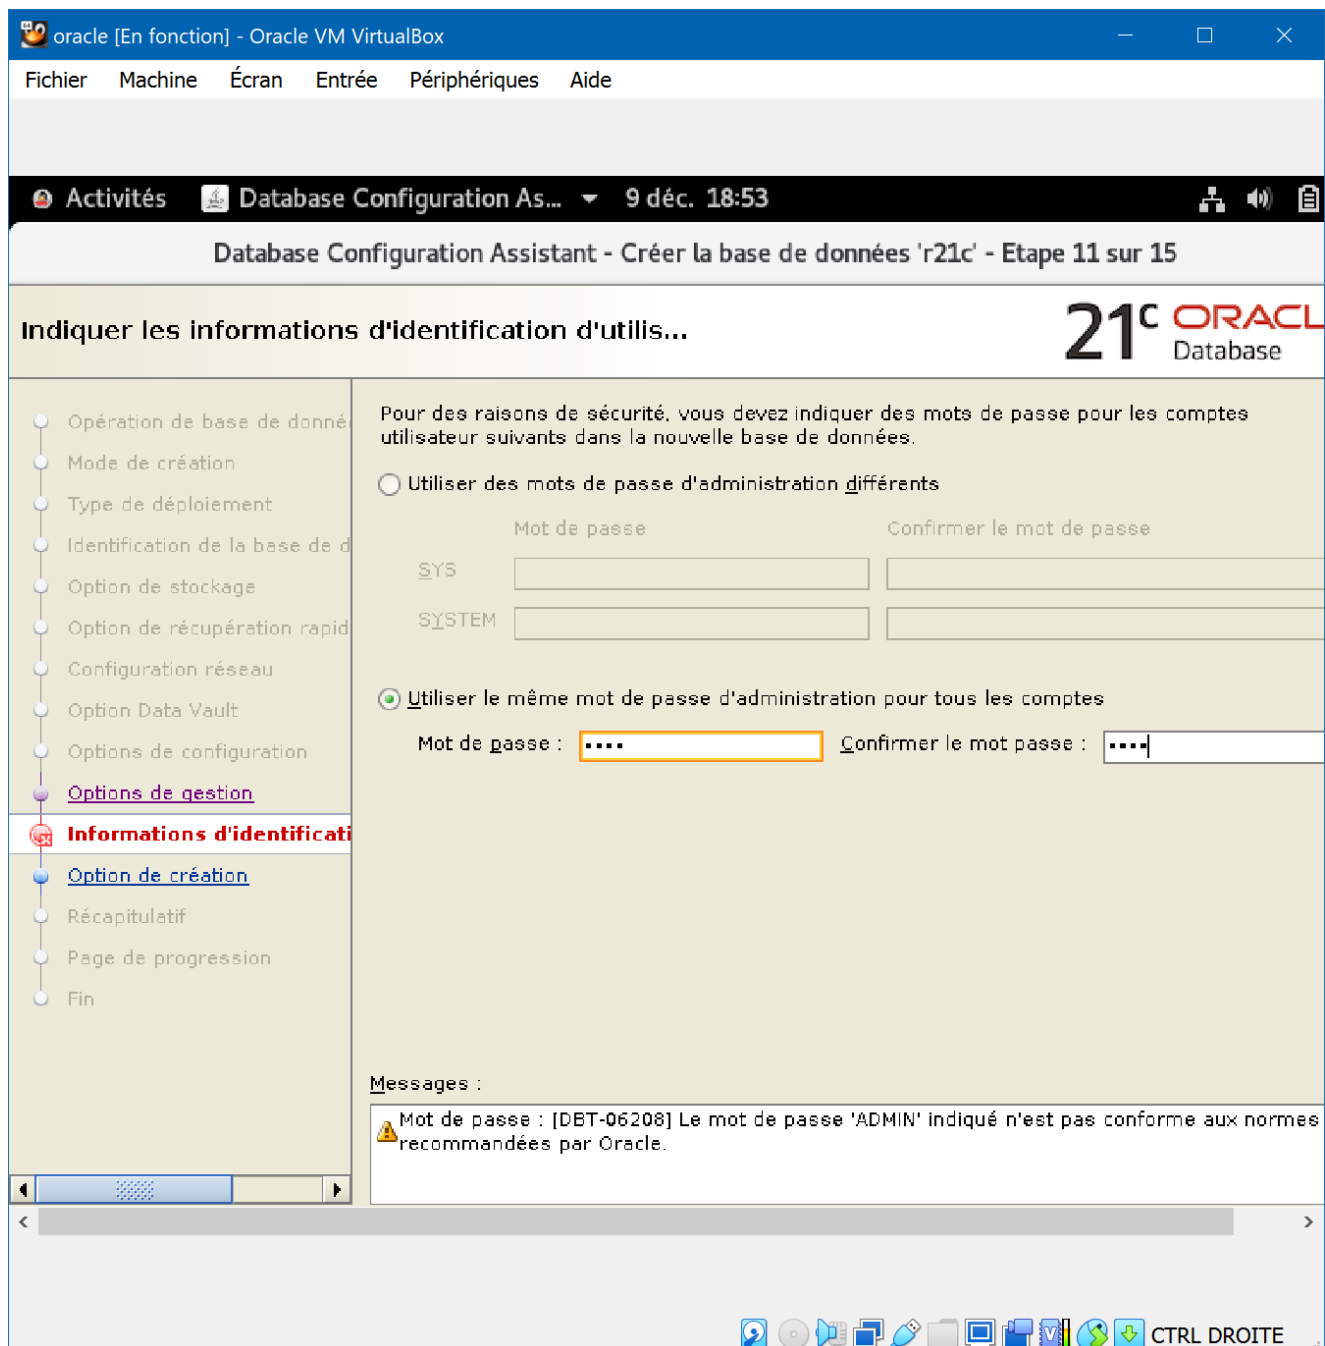 oracle [En fonction] - Oracle VM VirtualBox
Fichier Machine Écran Entrée Périphériques Aide
Activités Database Configuration As... 9 déc. 18:53
Database Configuration Assistant - Créer la base de données 'r21c' - Etape 11 sur 15
Indiquer les informations d'identification d'utilis...
21c ORACL
Database
Opération de base de donné
Mode de création
Type de déploiement
Identification de la base de d
Option de stockage
Option de récupération rapid
Configuration réseau
Option Data Vault
Options de configuration
Options de gestion
Informations d'identificati
Option de création
Récapitulatif
Page de progression
Fin
Pour des raisons de sécurité, vous devez indiquer des mots de passe pour les comptes
utilisateur suivants dans la nouvelle base de données.
Utiliser des mots de passe d'administration différents
Mot de passe Confirmer le mot de passe
SYS
SYSTEM
Utiliser le même mot de passe d'administration pour tous les comptes
Mot de passe : •••• Confirmer le mot passe : ••••
Messages :
Mot de passe : [DBT-06208] Le mot de passe 'ADMIN' indiqué n'est pas conforme aux normes
recommandées par Oracle.
CTRL DROITE